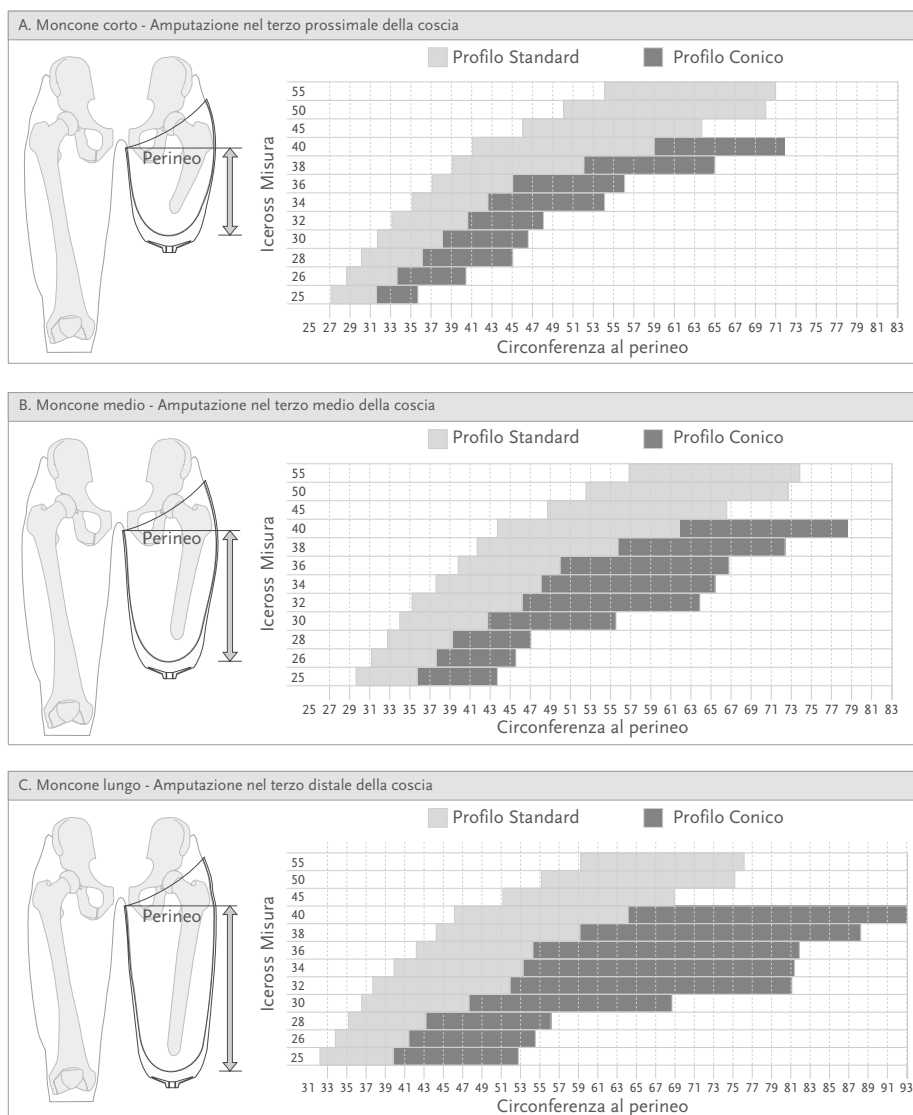 A. Moncone corto - Amputazione nel terzo prossimale della coscia
Profilo Standard
Profilo Conico
Perineo
Iceross Misura
55
50
45
40
38
36
34
32
30
28
26
25
25 27 29 31 33 35 37 39 41 43 45 47 49 51 53 55 57 59 61 63 65 67 69 71 73 75 77 79 81 83
Circonferenza al perineo
B. Moncone medio - Amputazione nel terzo medio della coscia
Profilo Standard
Profilo Conico
Perineo
Iceross Misura
55
50
45
40
38
36
34
32
30
28
26
25
25 27 29 31 33 35 37 39 41 43 45 47 49 51 53 55 57 59 61 63 65 67 69 71 73 75 77 79 81 83
Circonferenza al perineo
C. Moncone lungo - Amputazione nel terzo distale della coscia
Profilo Standard
Profilo Conico
Perineo
Iceross Misura
55
50
45
40
38
36
34
32
30
28
26
25
31 33 35 37 39 41 43 45 47 49 51 53 55 57 59 61 63 65 67 69 71 73 75 77 79 81 83 85 87 89 91 93
Circonferenza al perineo